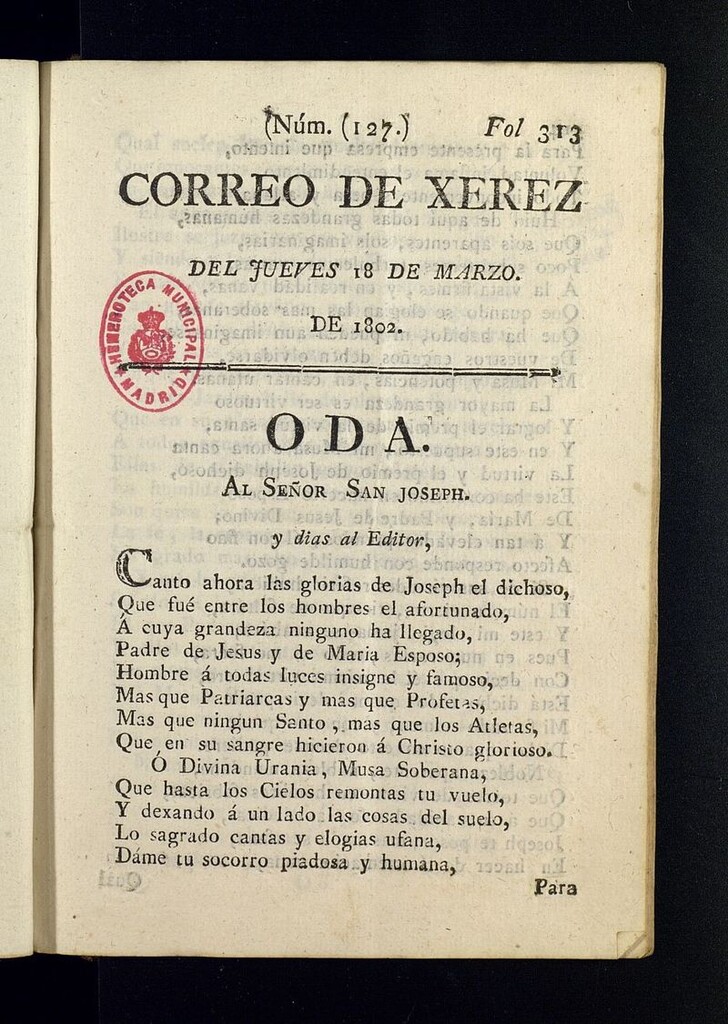 (Núm. (127.) Fol 313
CORREO DE XEREZ
DEL JUEVES 18 DE MARZO.
DE 1802.
HEMEROTECA MUNICIPAL
★ MADRID ★
ODA.
AL SEÑOR SAN JOSEPH.
y dias al Editor,
Canto ahora las glorias de Joseph el dichoso,
Que fué entre los hombres el afortunado,
Á cuya grandeza ninguno ha llegado,
Padre de Jesus y de Maria Esposo;
Hombre á todas luces insigne y famoso,
Mas que Patriarcas y mas que Profetas,
Mas que ningun Santo, mas que los Atletas,
Que en su sangre hicieron á Christo glorioso.
Ó Divina Urania, Musa Soberana,
Que hasta los Cielos remontas tu vuelo,
Y dexando á un lado las cosas del suelo,
Lo sagrado cantas y elogias ufana,
Dáme tu socorro piadosa y humana,
Para